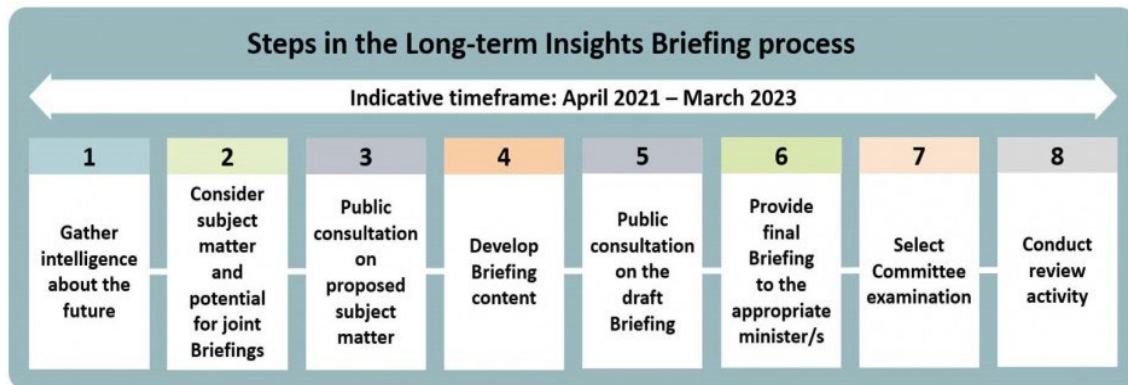 Steps in the Long-term Insights Briefing process
Indicative timeframe: April 2021 – March 2023
1
Gather
intelligence
about the
future
2
Consider
subject
matter
and
potential
for joint
Briefings
3
Public
consultation
on
proposed
subject
matter
4
Develop
Briefing
content
5
Public
consultation
on the
draft
Briefing
6
Provide
final
Briefing
to the
appropriate
minister/s
7
Select
Committee
examination
8
Conduct
review
activity